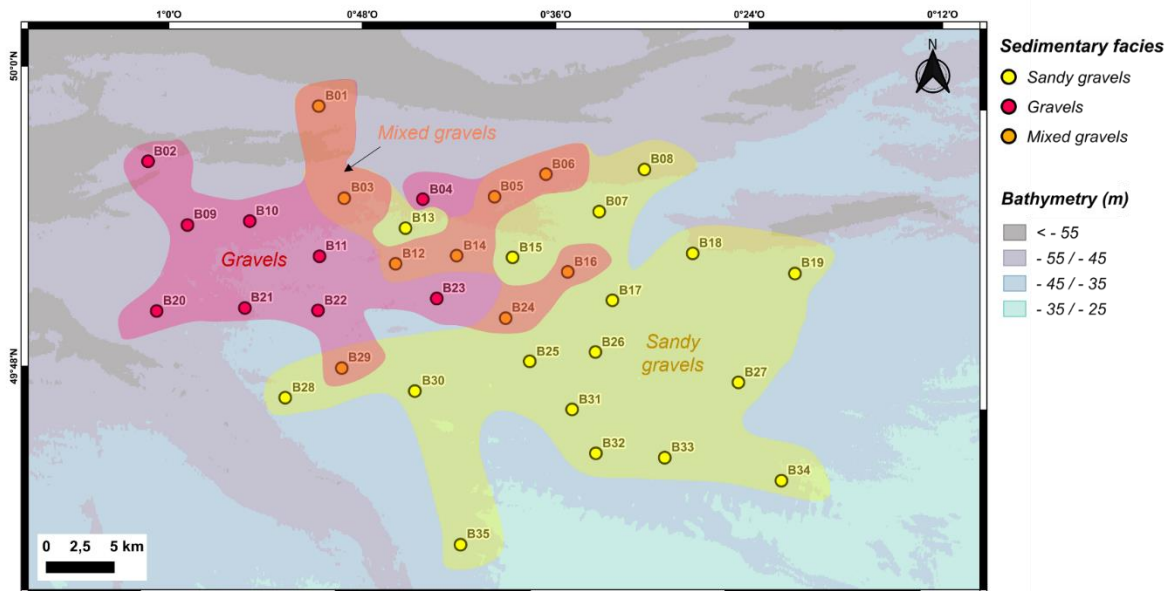 1°0'O 0°48'O 0°36'O 0°24'O 0°12'O
50°0'N
49°48'N
N
B01
Mixed gravels
B02
B06
B08
B03
B04
B05
B07
B09
B10
B13
B11
B12
B14
B15
B18
Gravels
B16
B19
B20
B21
B22
B23
B17
B24
Sandy
gravels
B26
B25
B29
B27
B28
B30
B31
B32
B33
B34
B35
0 2,5 5 km
Sedimentary facies
Sandy gravels
Gravels
Mixed gravels
Bathymetry (m)
< - 55
- 55 / - 45
- 45 / - 35
- 35 / - 25